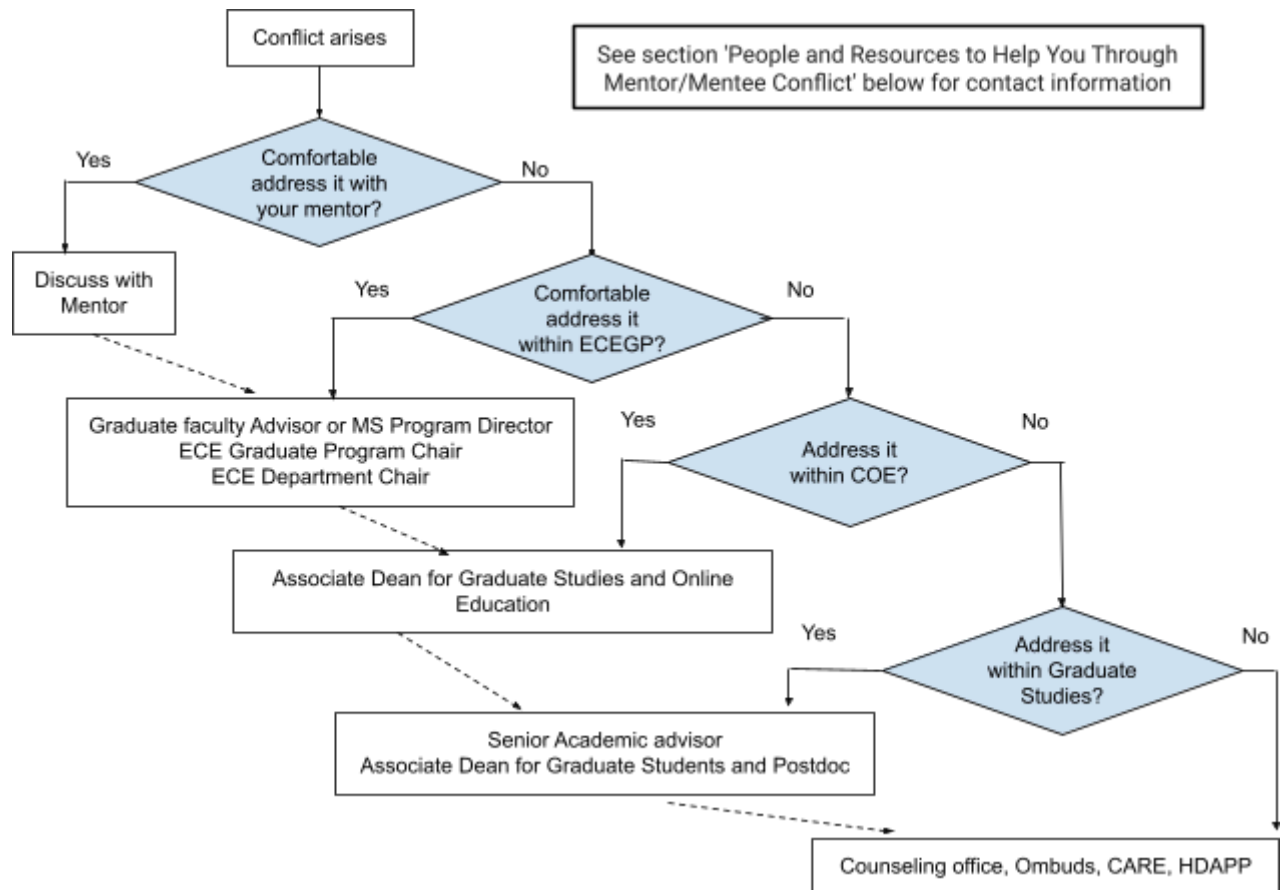 Conflict arises
See section 'People and Resources to Help You Through
Mentor/Mentee Conflict' below for contact information
Yes
Comfortable
address it with
your mentor?
No
Discuss with
Mentor
Yes
Comfortable
address it
within ECEGP?
No
Graduate faculty Advisor or MS Program Director
ECE Graduate Program Chair
ECE Department Chair
Yes
Address it
within COE?
No
Associate Dean for Graduate Studies and Online
Education
Yes
Address it
within Graduate
Studies?
No
Senior Academic advisor
Associate Dean for Graduate Students and Postdoc
Counseling office, Ombuds, CARE, HDAPP